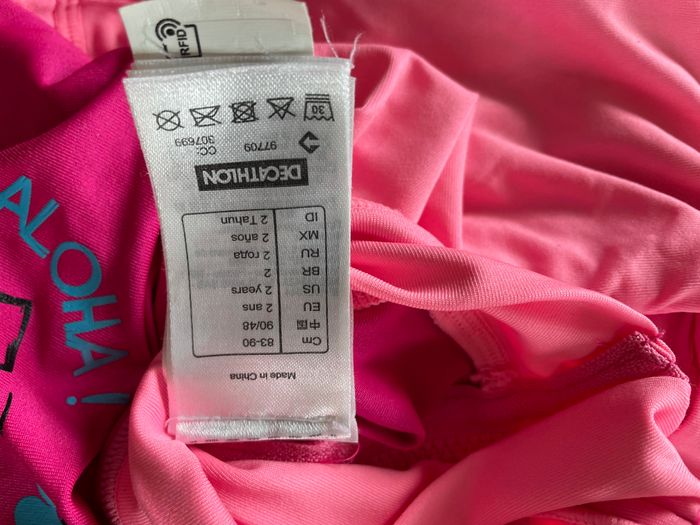 RFID
30
97709
CC:
307699
DECATHLON
ID 2 Tahun
MX 2 años
RU 2 года
BR 2
US 2 years
EU 2 ans
中国 90/48
Cm 83-90
Made in China
ALOHA!